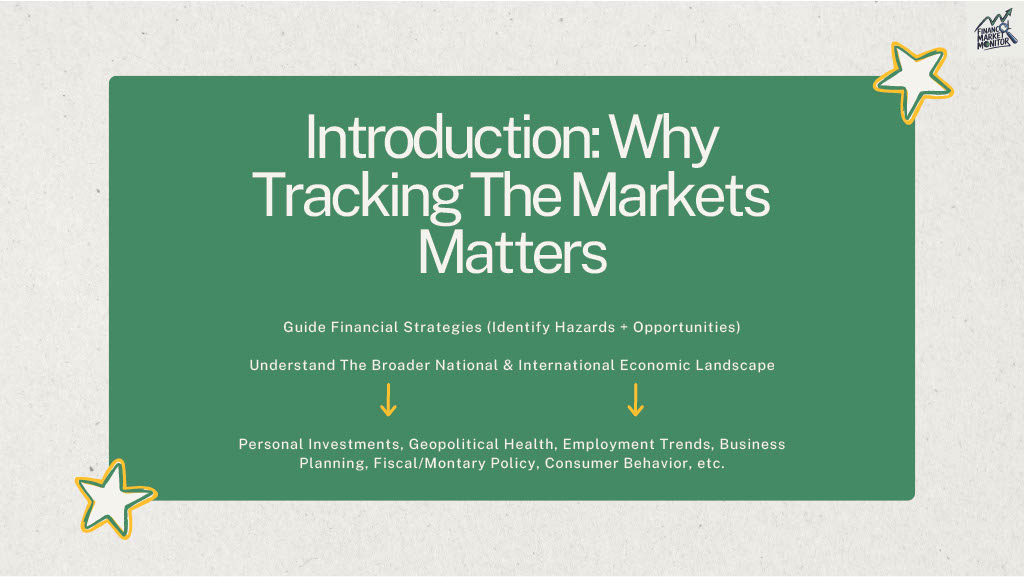 FINANC
MARKET
MONITOR
Introduction: Why
Tracking The Markets
Matters
Guide Financial Strategies (Identify Hazards + Opportunities)
Understand The Broader National & International Economic Landscape
Personal Investments, Geopolitical Health, Employment Trends, Business
Planning, Fiscal/Montary Policy, Consumer Behavior, etc.